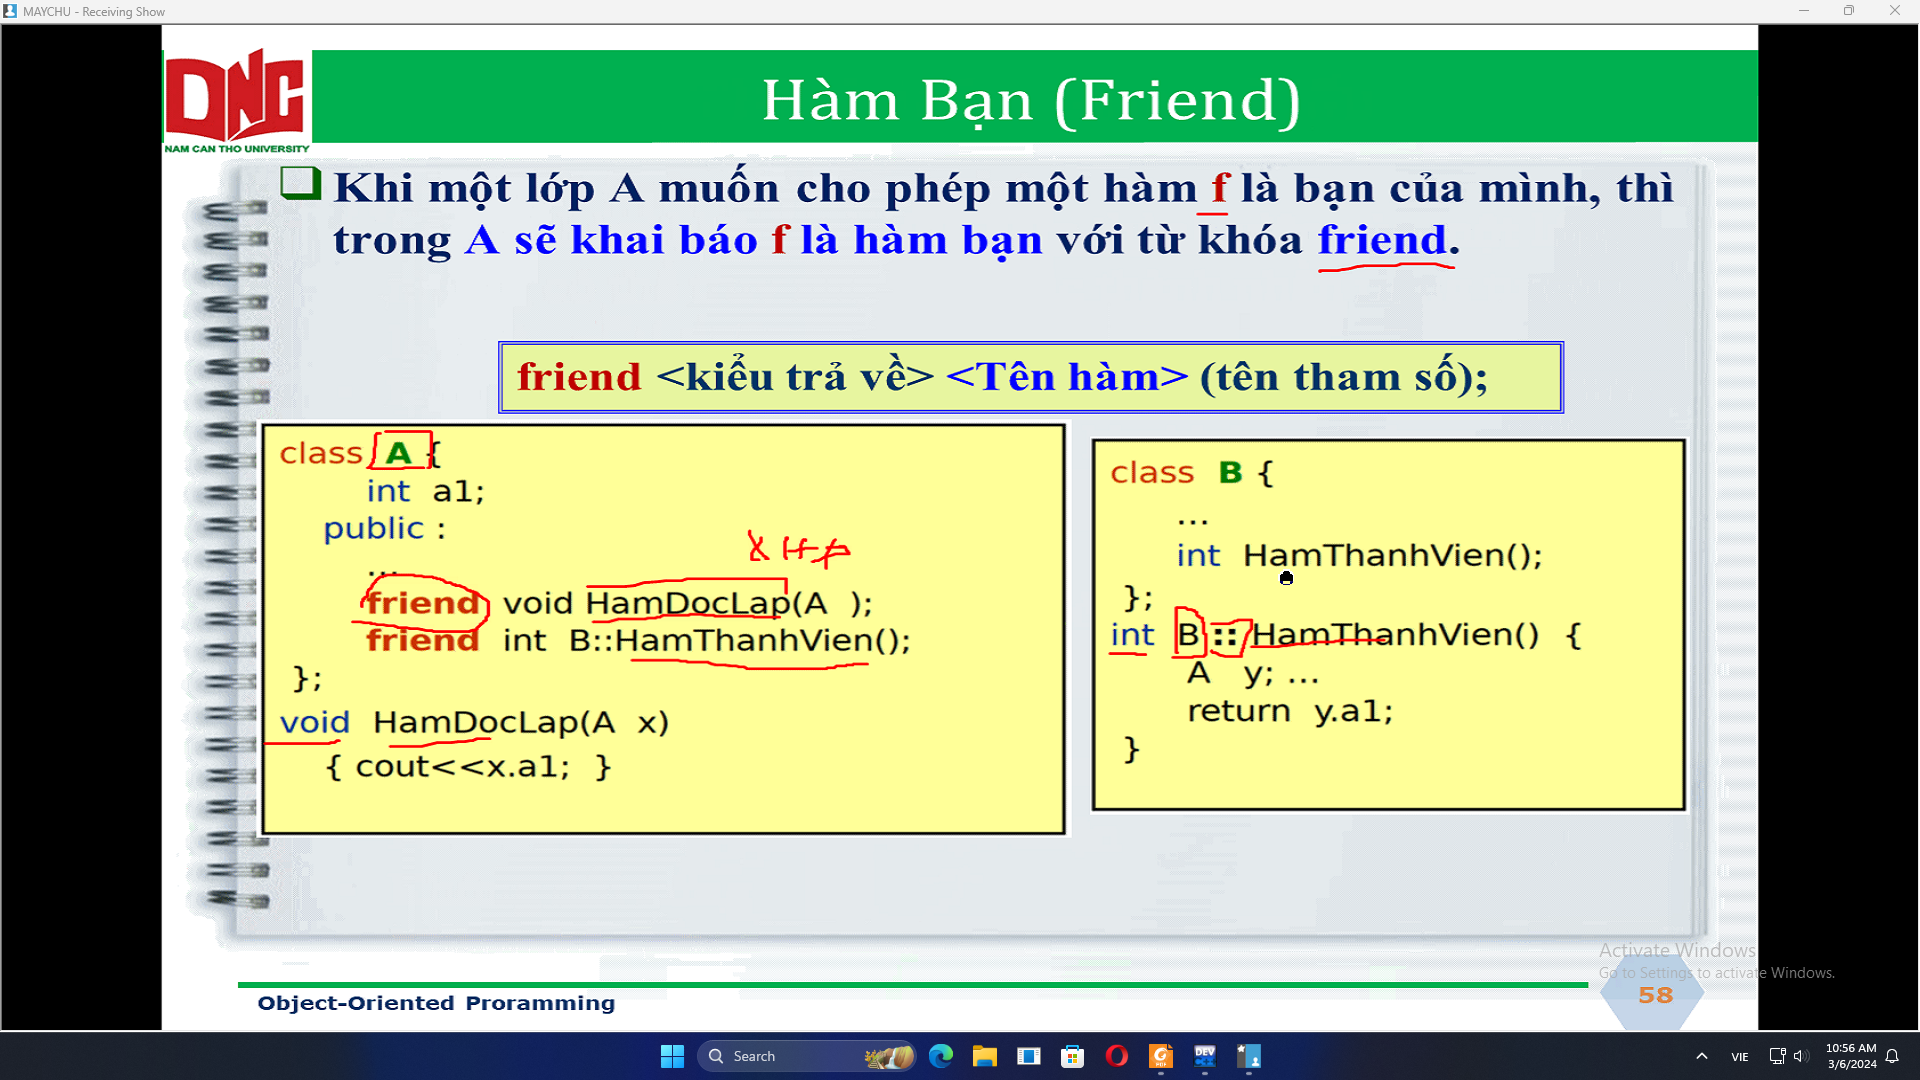 MAYCHU - Receiving Show
DNC
NAM CAN THO UNIVERSITY
Hàm Bạn (Friend)
Khi một lớp A muốn cho phép một hàm f là bạn của mình, thì
trong A sẽ khai báo f là hàm bạn với từ khóa friend.
friend <kiểu trả về> <Tên hàm> (tên tham số);
class A {
int a1;
public :
...
friend void HamDocLap(A );
friend int B::HamThanhVien();
};
void HamDocLap(A x)
{ cout<<x.a1; }
class B {
...
int HamThanhVien();
};
int B :: HamThanhVien() {
A y; ...
return y.a1;
}
Activate Windows
Go to Settings to activate Windows.
58
Object-Oriented Proramming
Search
DEV
VIE
10:56 AM
3/6/2024